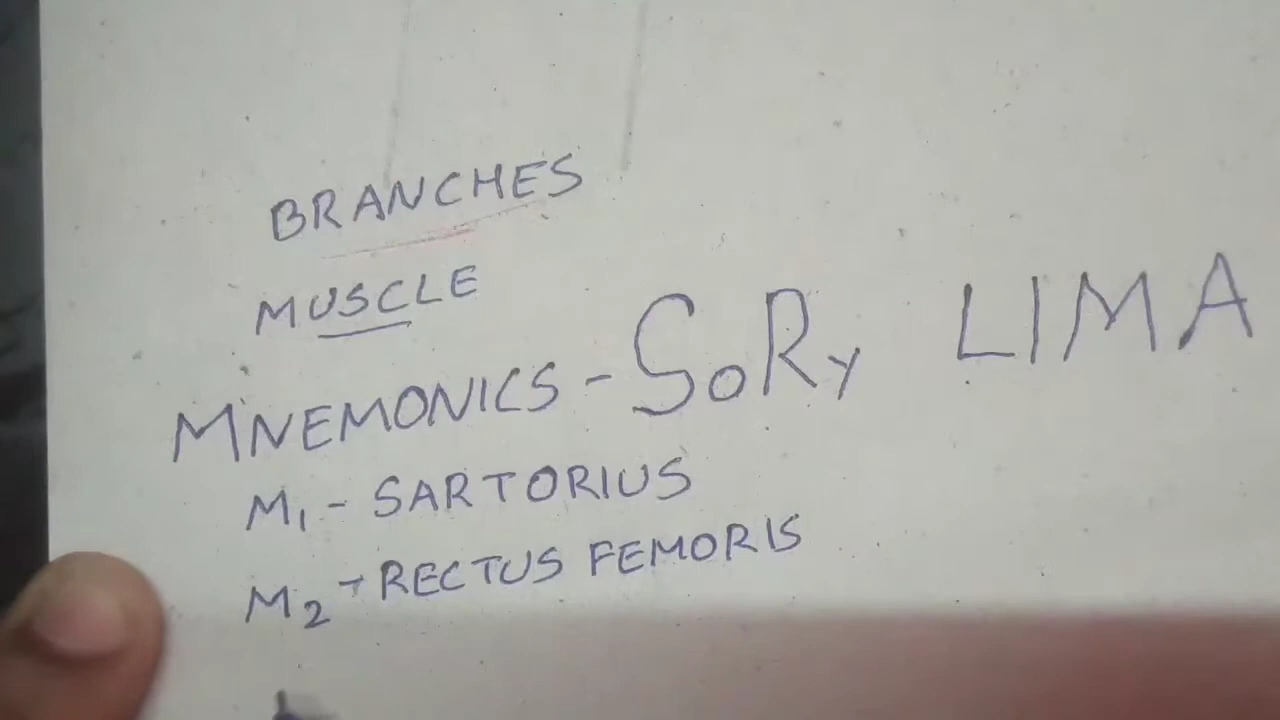 BRANCHES
MUSCLE
MNEMONICS - SoRy LIMA
M1 - SARTORIUS
M2 - RECTUS FEMORIS